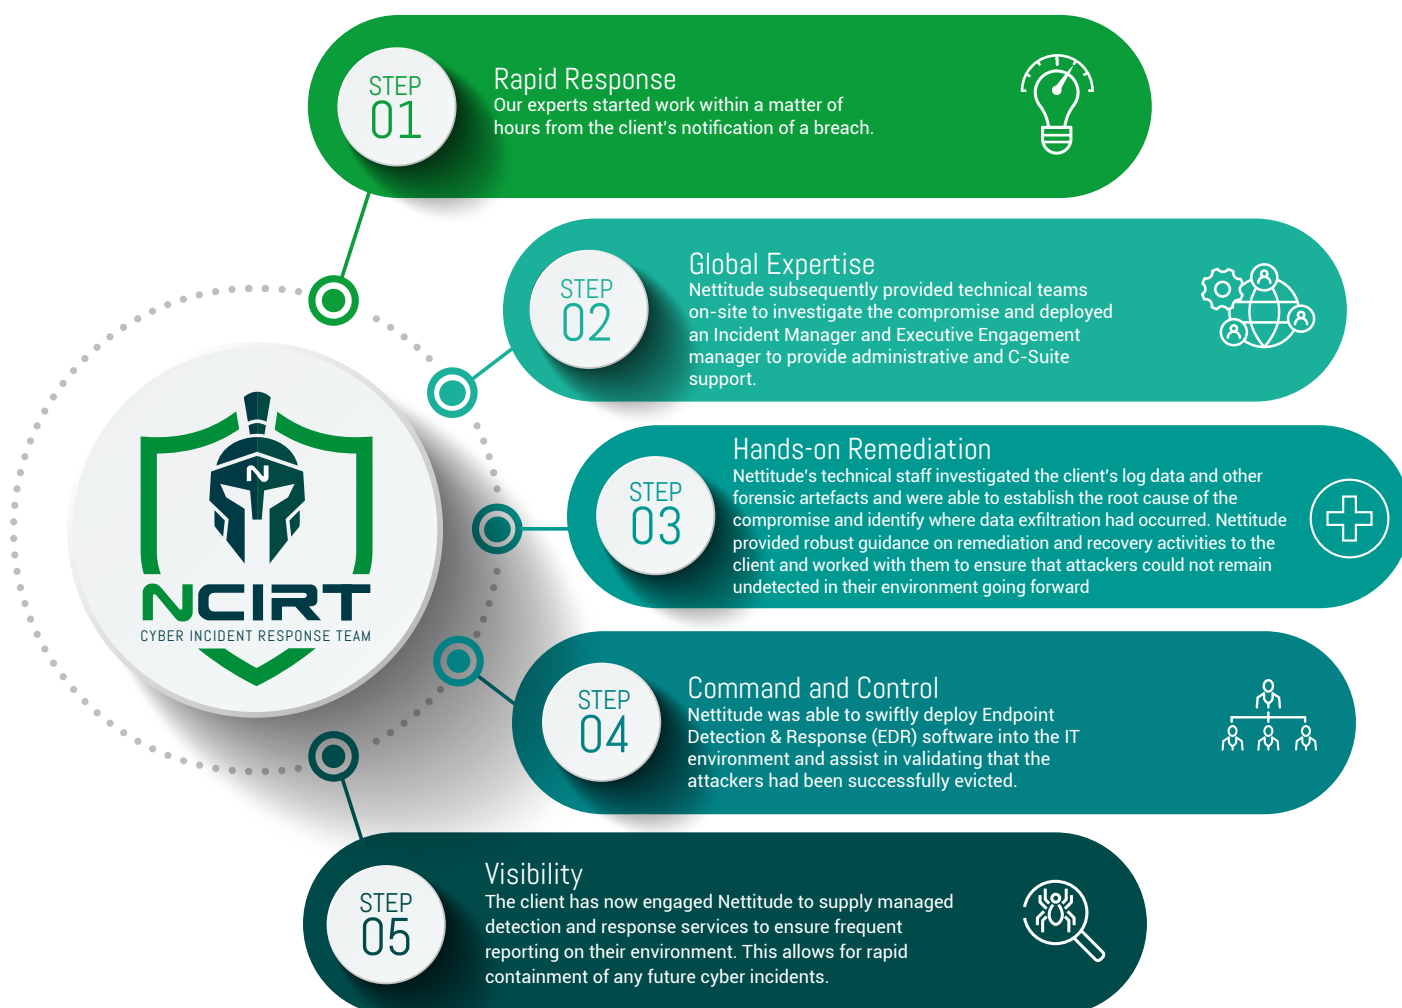 STEP
01
Rapid Response
Our experts started work within a matter of
hours from the client's notification of a breach.
STEP
02
Global Expertise
Nettitude subsequently provided technical teams
on-site to investigate the compromise and deployed
an Incident Manager and Executive Engagement
manager to provide administrative and C-Suite
support.
N
NCIRT
CYBER INCIDENT RESPONSE TEAM
STEP
03
Hands-on Remediation
Nettitude's technical staff investigated the client's log data and other
forensic artefacts and were able to establish the root cause of the
compromise and identify where data exfiltration had occurred. Nettitude
provided robust guidance on remediation and recovery activities to the
client and worked with them to ensure that attackers could not remain
undetected in their environment going forward
STEP
04
Command and Control
Nettitude was able to swiftly deploy Endpoint
Detection & Response (EDR) software into the IT
environment and assist in validating that the
attackers had been successfully evicted.
STEP
05
Visibility
The client has now engaged Nettitude to supply managed
detection and response services to ensure frequent
reporting on their environment. This allows for rapid
containment of any future cyber incidents.